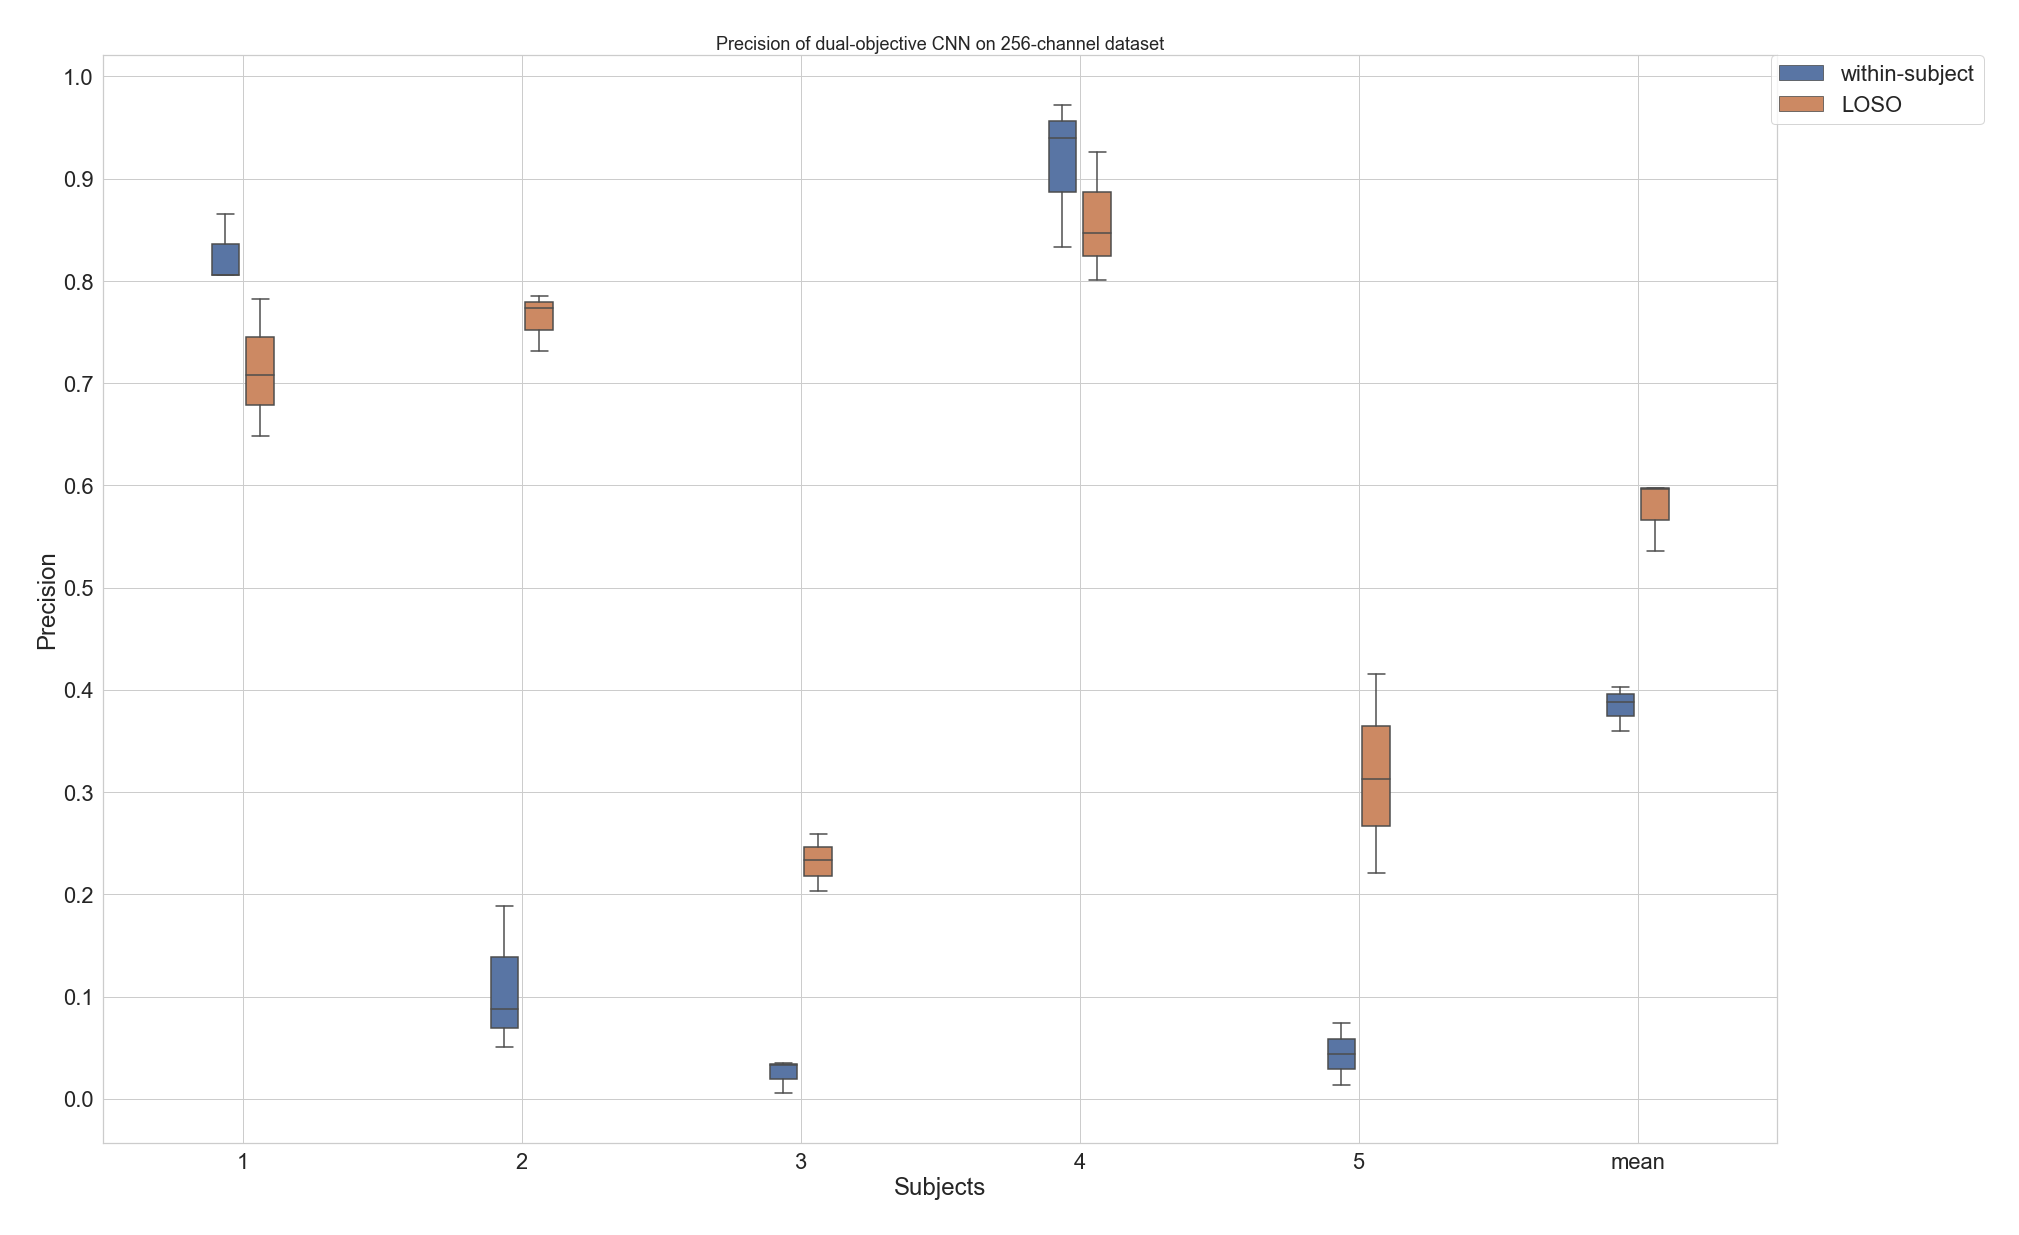 Precision of dual-objective CNN on 256-channel dataset
within-subject
LOSO
1.0
0.9
0.8
0.7
0.6
0.5
0.4
0.3
0.2
0.1
0.0
Precision
1 2 3 4 5 mean
Subjects